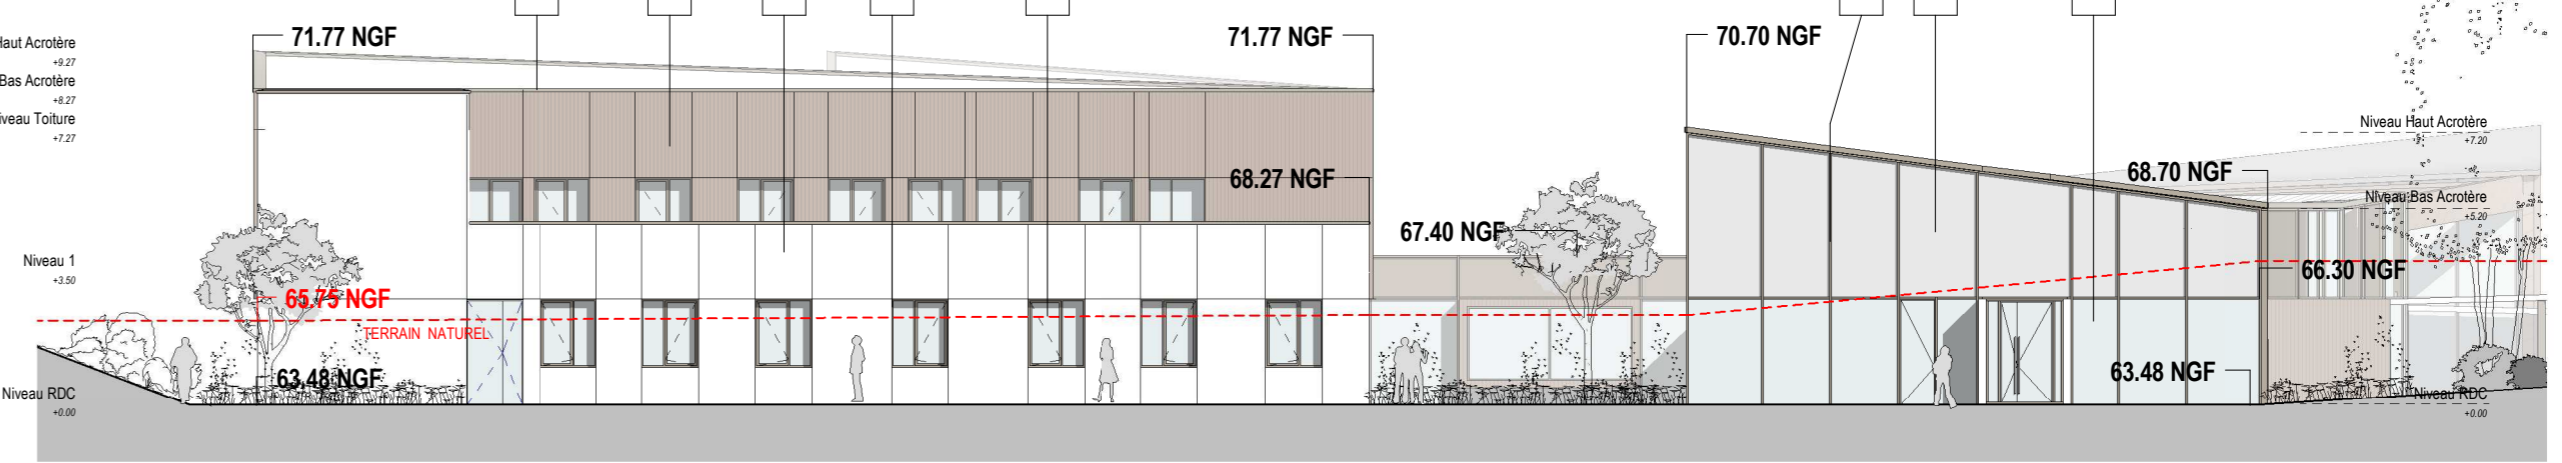 71.77 NGF
71.77 NGF
70.70 NGF
Haut Acrotère
+9.27
Bas Acrotère
+8.27
Niveau Toiture
+7.27
Niveau Haut Acrotère
+7.20
68.27 NGF
68.70 NGF
Niveau Bas Acrotère
+5.20
67.40 NGF
Niveau 1
+3.50
66.30 NGF
65.75 NGF
TERRAIN NATUREL
63.48 NGF
63.48 NGF
Niveau RDC
+0.00
Niveau RDC
+0.00